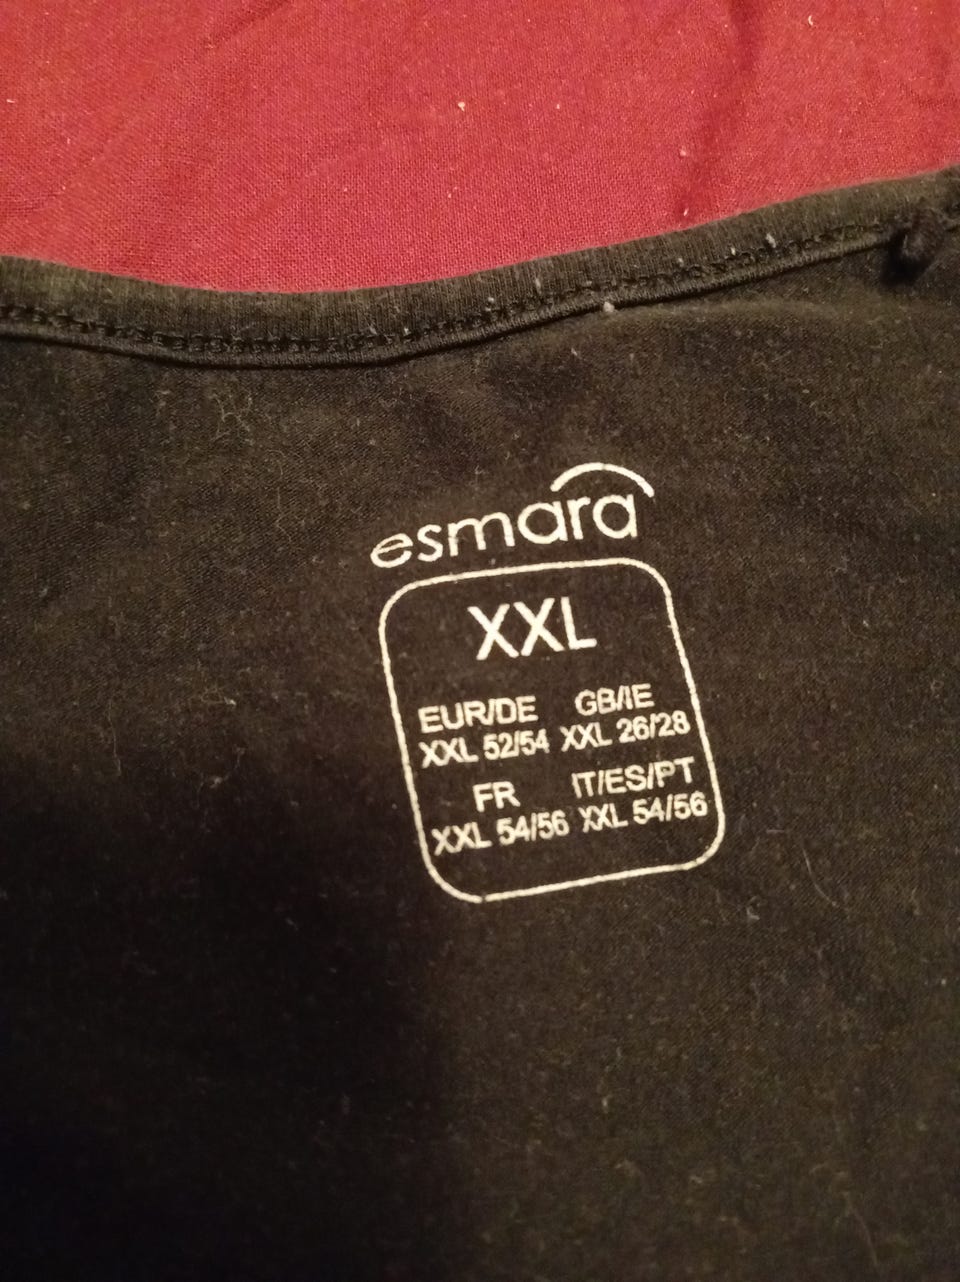 esmara
XXL
EUR/DE GB/IE
XXL 52/54 XXL 26/28
FR IT/ES/PT
XXL 54/56 XXL 54/56